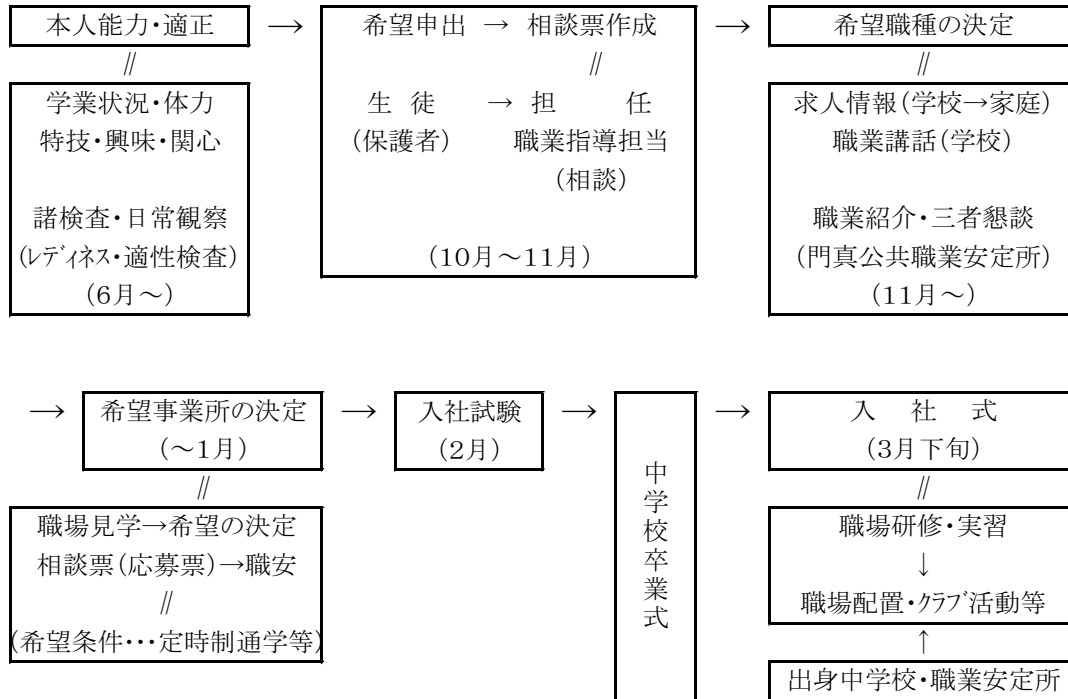 本人能力・適正 → 希望申出 → 相談票作成 → 希望職種の決定
// // //
学業状況・体力 生 徒 → 担 任 求人情報(学校→家庭)
特技・興味・関心 (保護者) 職業指導担当 職業講話(学校)
(相談)
諸検査・日常観察 職業紹介・三者懇談
(ﾚﾃﾞｨﾈｽ・適性検査) (10月～11月) (門真公共職業安定所)
(6月～) (11月～)
→ 希望事業所の決定 → 入社試験 → 中学校卒業式 → 入 社 式
(～1月) (2月) (3月下旬)
// //
職場見学→希望の決定 職場研修・実習
相談票(応募票)→職安 ↓
// 職場配置・ｸﾗﾌﾞ活動等
(希望条件・・・定時制通学等) ↑
出身中学校・職業安定所